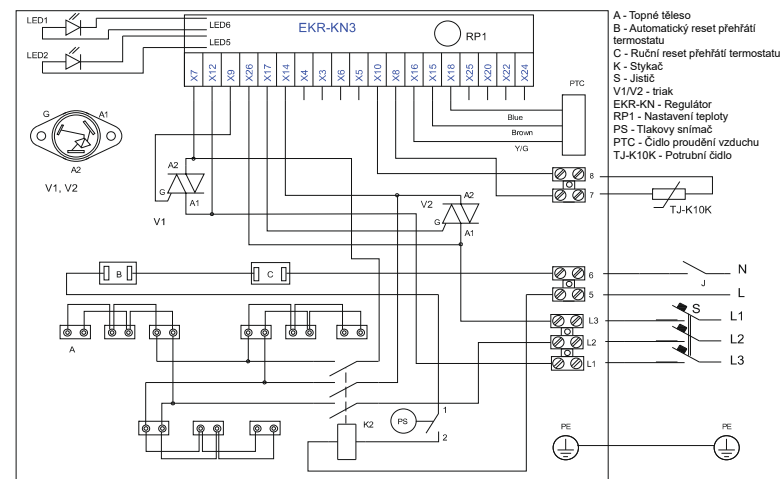 LED1
LED6
LED5
LED2
EKR-KN3
RP1
X7 X12 X9 X26 X17 X14 X4 X3 X6 X5 X10 X8 X16 X15 X18 X25 X20 X22 X24
PTC
Blue
Brown
Y/G
G
A1
A2
V1, V2
A2
G
A1
V1
V2
A2
G
A1
8
7
TJ-K10K
B
C
6
5
J
N
L
A
L3
L2
L1
S
L1
L2
L3
K2
PS
1
2
PE
PE
A - Topné těleso
B - Automatický reset přehřátí
termostatu
C - Ruční reset přehřátí termostatu
K - Stykač
S - Jistič
V1/V2 - triak
EKR-KN - Regulátor
RP1 - Nastavení teploty
PS - Tlakovy snímač
PTC - Čidlo proudění vzduchu
TJ-K10K - Potrubní čidlo